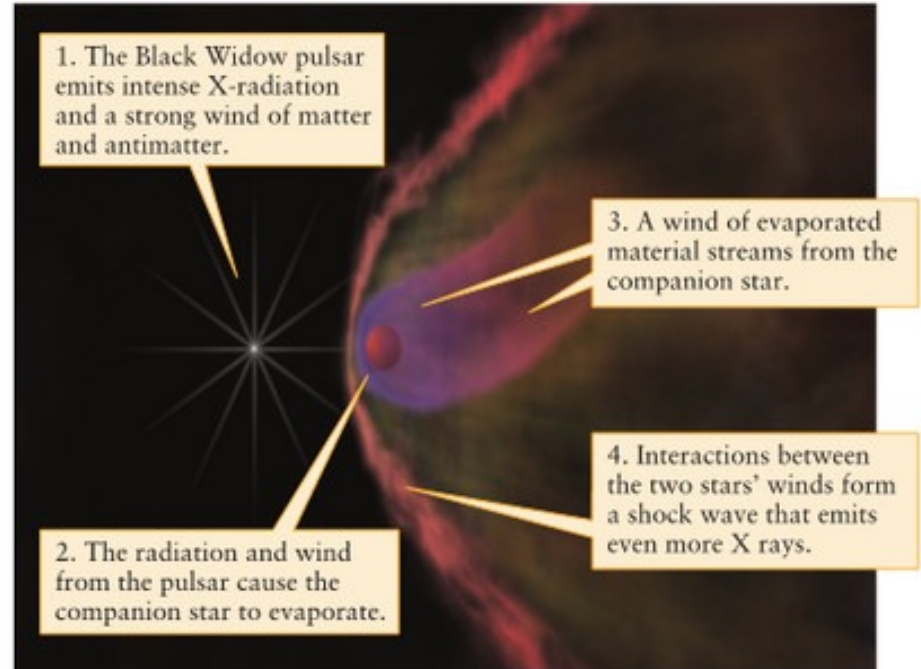 1. The Black Widow pulsar
emits intense X-radiation
and a strong wind of matter
and antimatter.
2. The radiation and wind
from the pulsar cause the
companion star to evaporate.
3. A wind of evaporated
material streams from the
companion star.
4. Interactions between
the two stars’ winds form
a shock wave that emits
even more X rays.